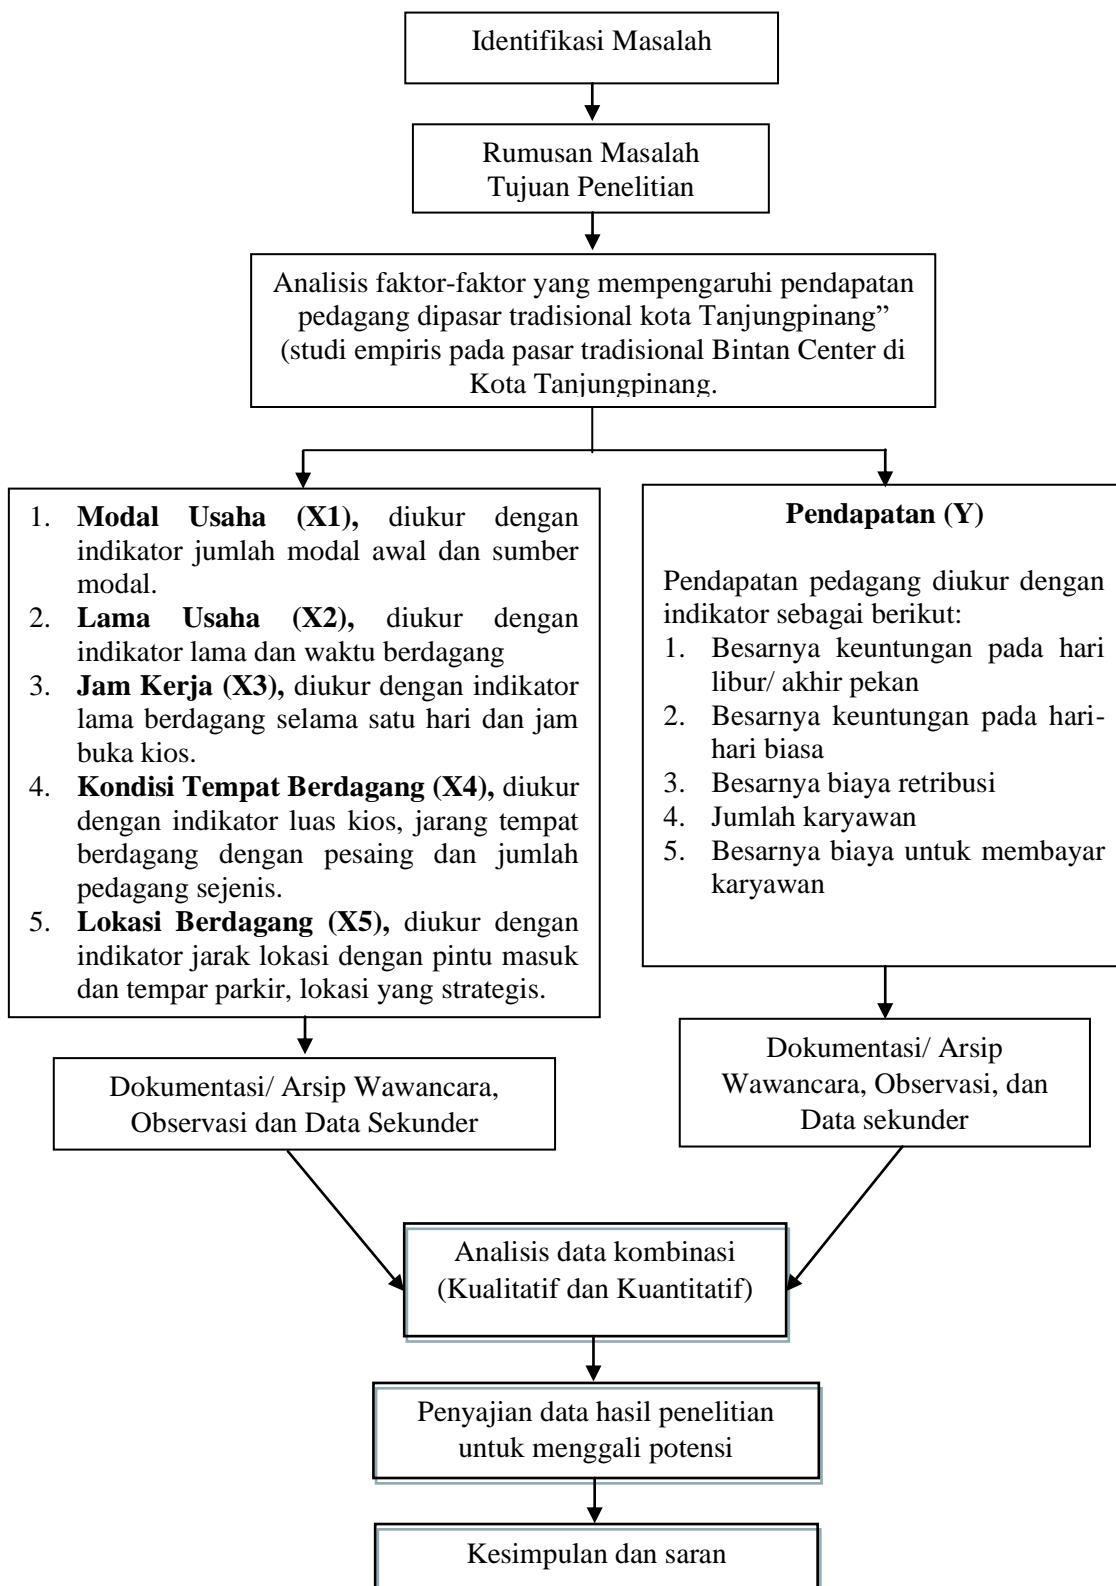 Identifikasi Masalah
Rumusan Masalah
Tujuan Penelitian
Analisis faktor-faktor yang mempengaruhi pendapatan
pedagang dipasar tradisional kota Tanjungpinang”
(studi empiris pada pasar tradisional Bintan Center di
Kota Tanjungpinang.
1. Modal Usaha (X1), diukur dengan
indikator jumlah modal awal dan sumber
modal.
2. Lama Usaha (X2), diukur dengan
indikator lama dan waktu berdagang
3. Jam Kerja (X3), diukur dengan indikator
lama berdagang selama satu hari dan jam
buka kios.
4. Kondisi Tempat Berdagang (X4), diukur
dengan indikator luas kios, jarang tempat
berdagang dengan pesaing dan jumlah
pedagang sejenis.
5. Lokasi Berdagang (X5), diukur dengan
indikator jarak lokasi dengan pintu masuk
dan tempar parkir, lokasi yang strategis.
Pendapatan (Y)
Pendapatan pedagang diukur dengan
indikator sebagai berikut:
1. Besarnya keuntungan pada hari
libur/ akhir pekan
2. Besarnya keuntungan pada hari-
hari biasa
3. Besarnya biaya retribusi
4. Jumlah karyawan
5. Besarnya biaya untuk membayar
karyawan
Dokumentasi/ Arsip Wawancara,
Observasi dan Data Sekunder
Dokumentasi/ Arsip
Wawancara, Observasi, dan
Data sekunder
Analisis data kombinasi
(Kualitatif dan Kuantitatif)
Penyajian data hasil penelitian
untuk menggali potensi
Kesimpulan dan saran